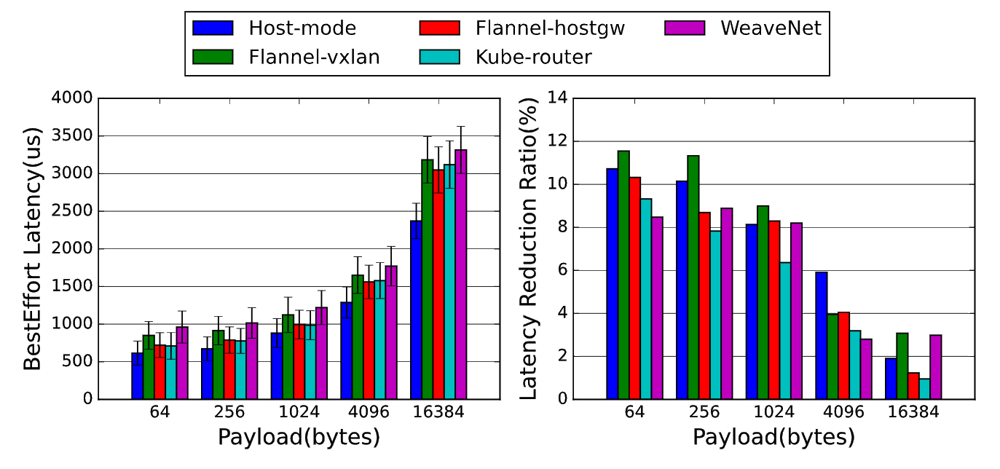 Host-mode Flannel-hostgw WeaveNet
Flannel-vxlan Kube-router
BestEffort Latency(us)
4000
3500
3000
2500
2000
1500
1000
500
0
64 256 1024 4096 16384
Payload(bytes)
Latency Reduction Ratio(%)
14
12
10
8
6
4
2
0
64 256 1024 4096 16384
Payload(bytes)